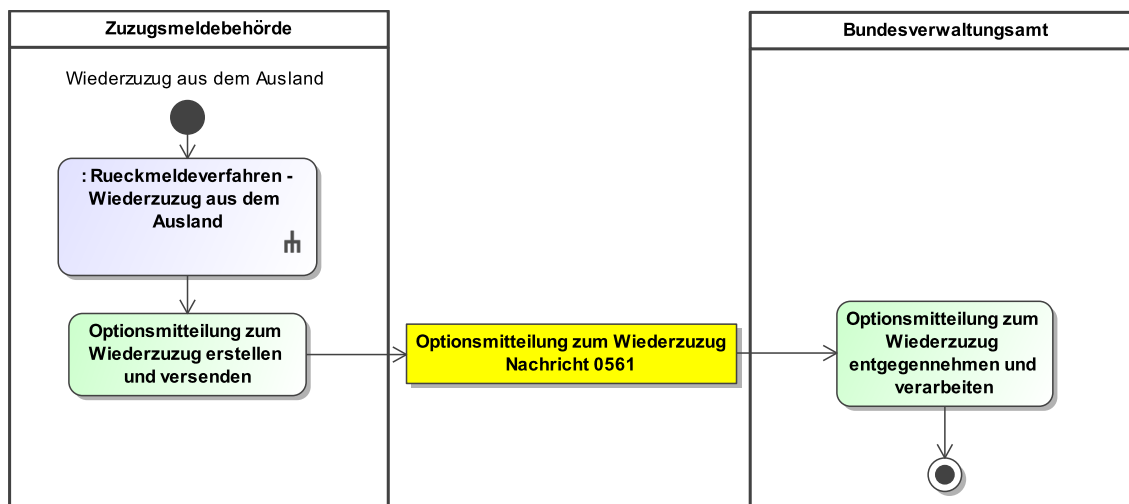 Zuzugsmeldebehörde
Bundesverwaltungsamt
Wiederzuzug aus dem Ausland
: Rueckmeldeverfahren -
Wiederzuzug aus dem
Ausland
Optionsmitteilung zum
Wiederzuzug erstellen
und versenden
Optionsmitteilung zum Wiederzuzug
Nachricht 0561
Optionsmitteilung zum
Wiederzuzug
entgegennehmen und
verarbeiten